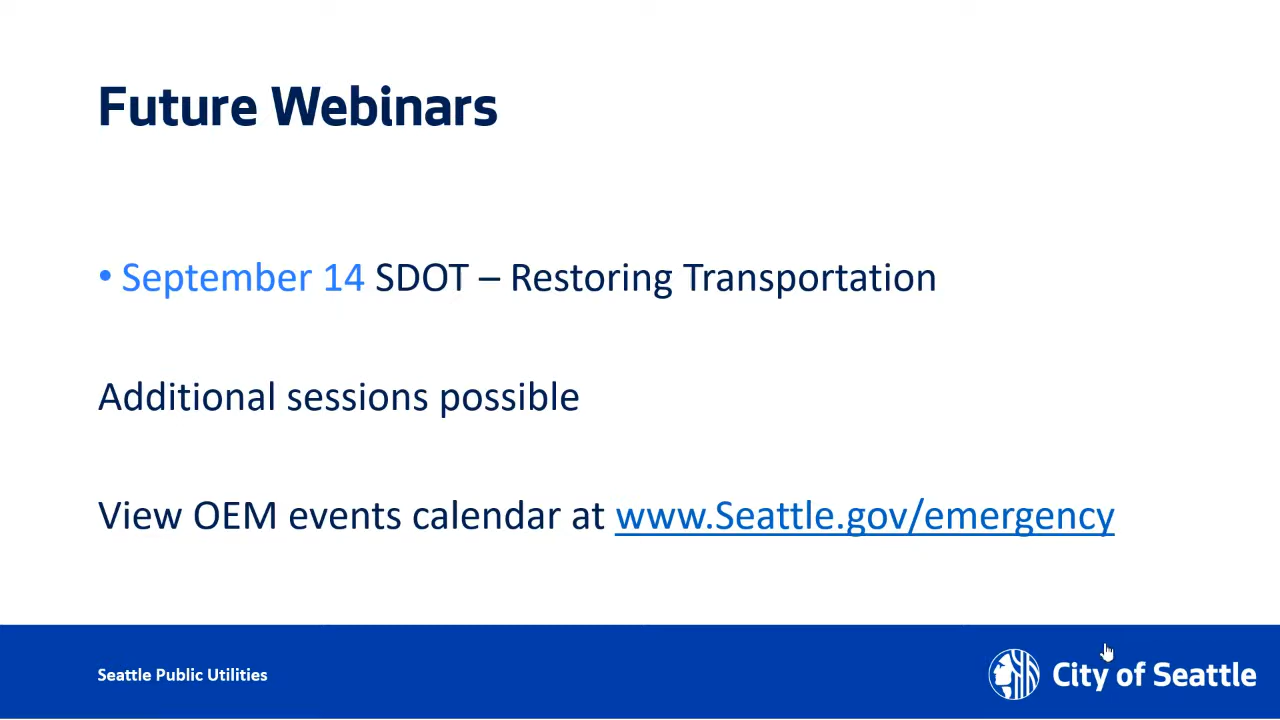 Future Webinars
• September 14 SDOT – Restoring Transportation
Additional sessions possible
View OEM events calendar at www.Seattle.gov/emergency
Seattle Public Utilities
City of Seattle